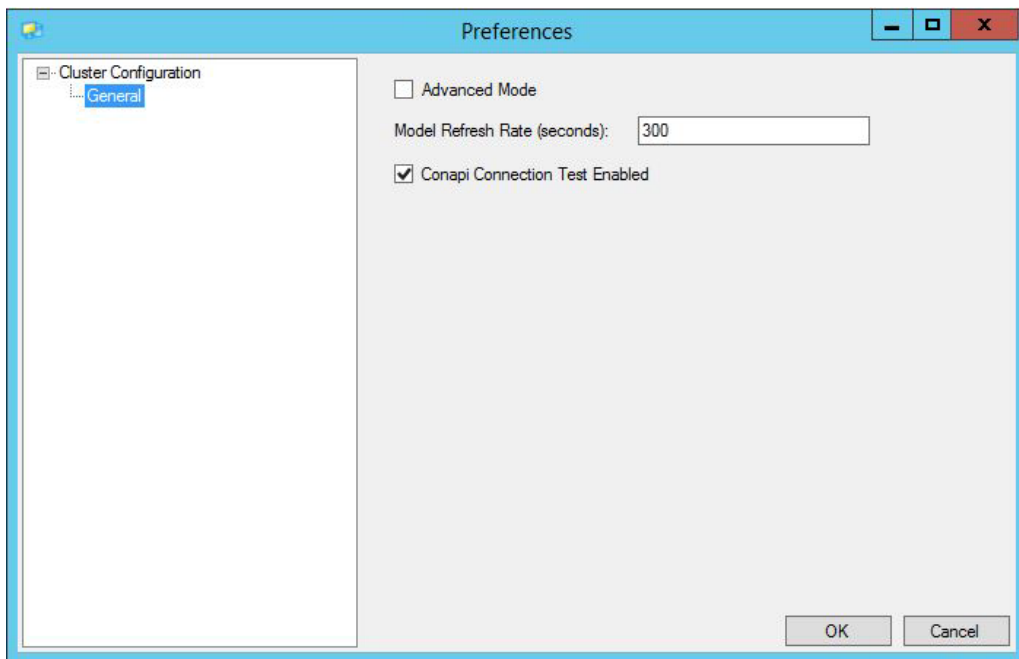 Preferences
Cluster Configuration
General
Advanced Mode
Model Refresh Rate (seconds): 300
Conapi Connection Test Enabled
OK Cancel